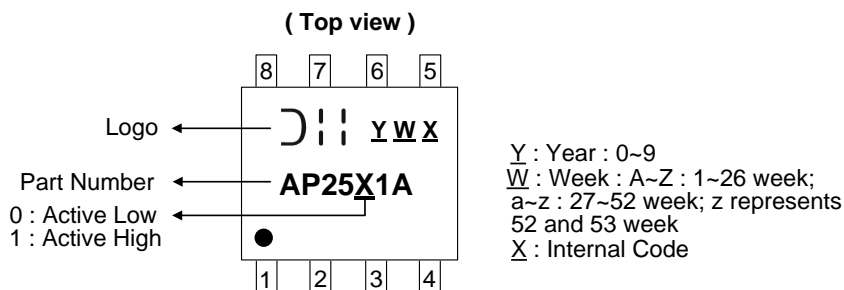 ( Top view )
8 7 6 5
Logo
Y W X
Part Number
AP25X1A
0 : Active Low
1 : Active High
1 2 3 4
Y : Year : 0~9
W : Week : A~Z : 1~26 week;
a~z : 27~52 week; z represents
52 and 53 week
X : Internal Code